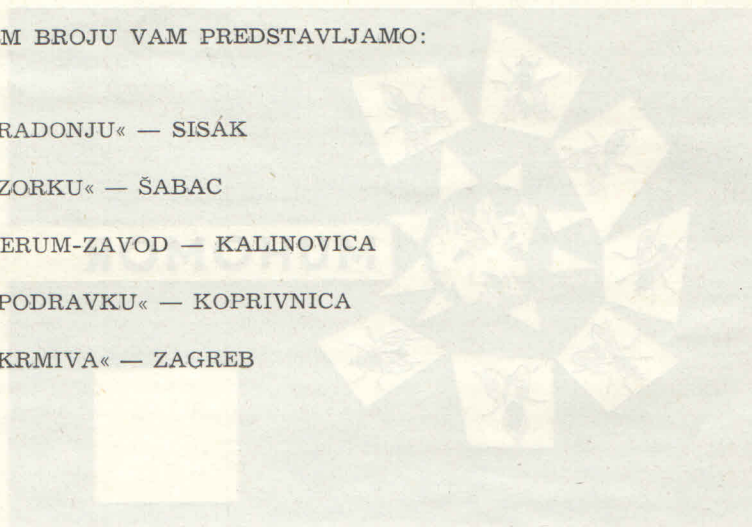 M BROJU VAM PREDSTAVLJAMO:
RADONJU« — SISAK
ZORKU« — ŠABAC
ERUM-ZAVOD — KALINOVICA
PODRAVKU« — KOPRIVNICA
KRMIVA« — ZAGREB